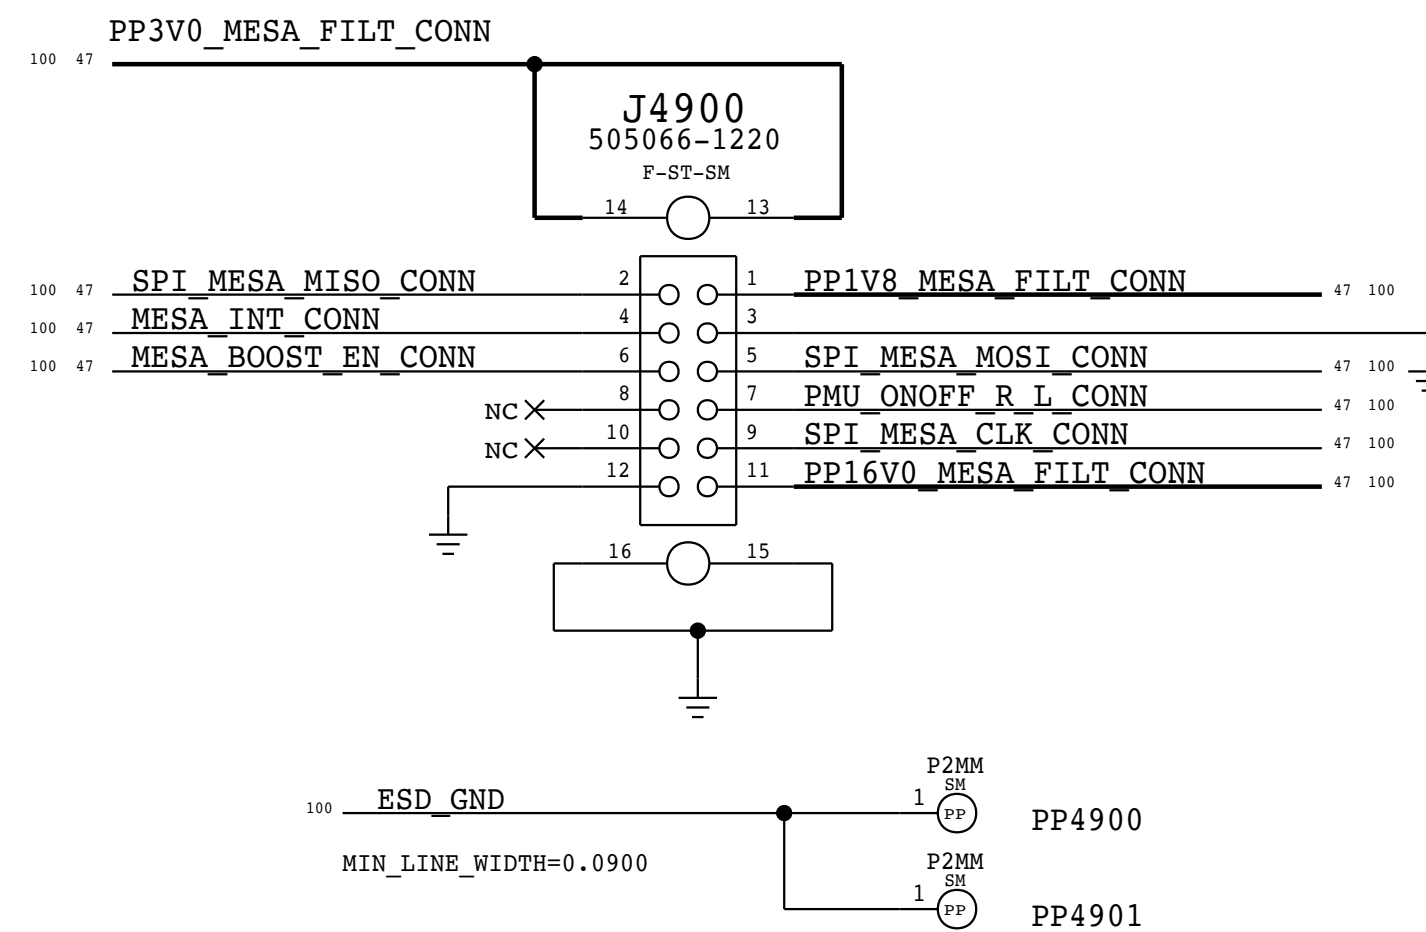 PP3V0_MESA_FILT_CONN
100 47
J4900
505066-1220
F-ST-SM
14 13
100 47 SPI_MESA_MISO_CONN 2 1 PP1V8_MESA_FILT_CONN 47 100
100 47 MESA_INT_CONN 4 3
100 47 MESA_BOOST_EN_CONN 6 5 SPI_MESA_MOSI_CONN 47 100
NC 8 7 PMU_ONOFF_R_L_CONN 47 100
NC 10 9 SPI_MESA_CLK_CONN 47 100
12 11 PP16V0_MESA_FILT_CONN 47 100
16 15
P2MM
SM
100 ESD_GND 1 PP PP4900
MIN_LINE_WIDTH=0.0900
P2MM
SM
1 PP PP4901